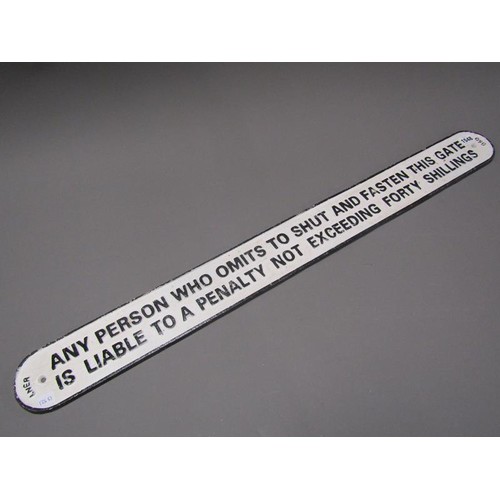 LNER
ANY PERSON WHO OMITS TO SHUT AND FASTEN THIS GATE
IS LIABLE TO A PENALTY NOT EXCEEDING FORTY SHILLINGS